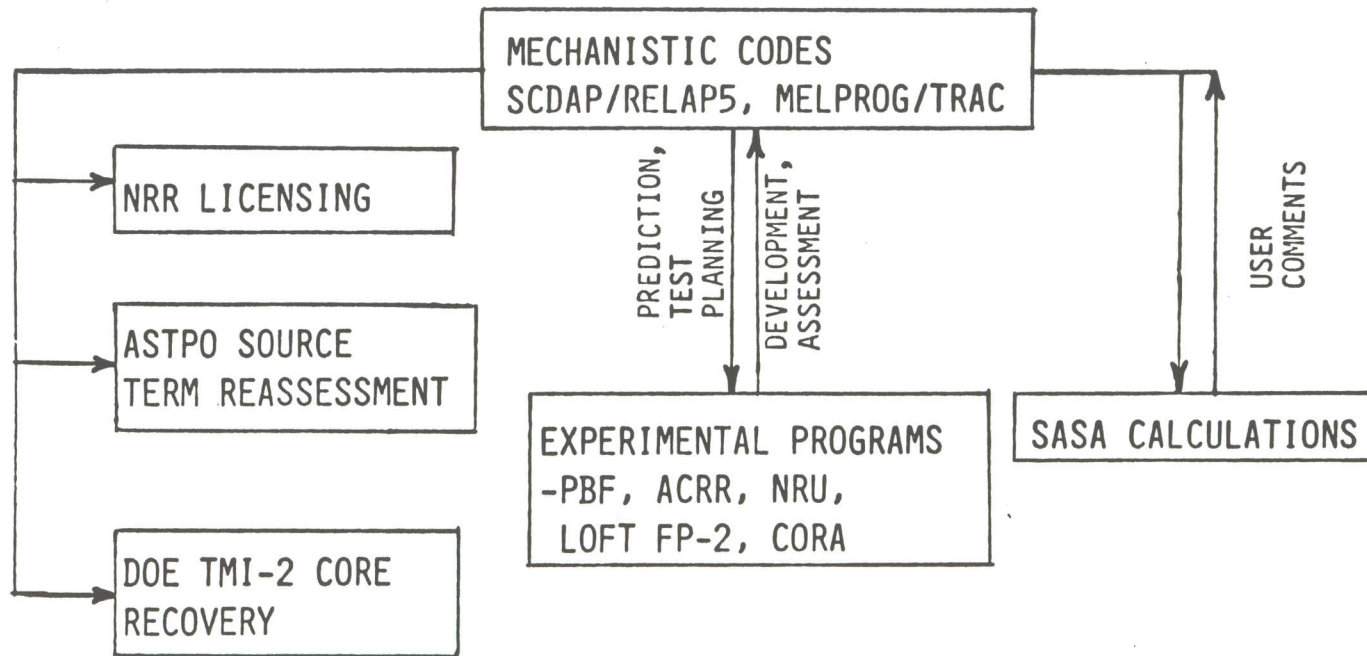 MECHANISTIC CODES
SCDAP/RELAP5, MELPROG/TRAC
NRR LICENSING
ASTPO SOURCE
TERM REASSESSMENT
DOE TMI-2 CORE
RECOVERY
PREDICTION,
TEST
PLANNING
DEVELOPMENT,
ASSESSMENT
EXPERIMENTAL PROGRAMS
-PBF, ACRR, NRU,
LOFT FP-2, CORA
USER
COMMENTS
SASA CALCULATIONS